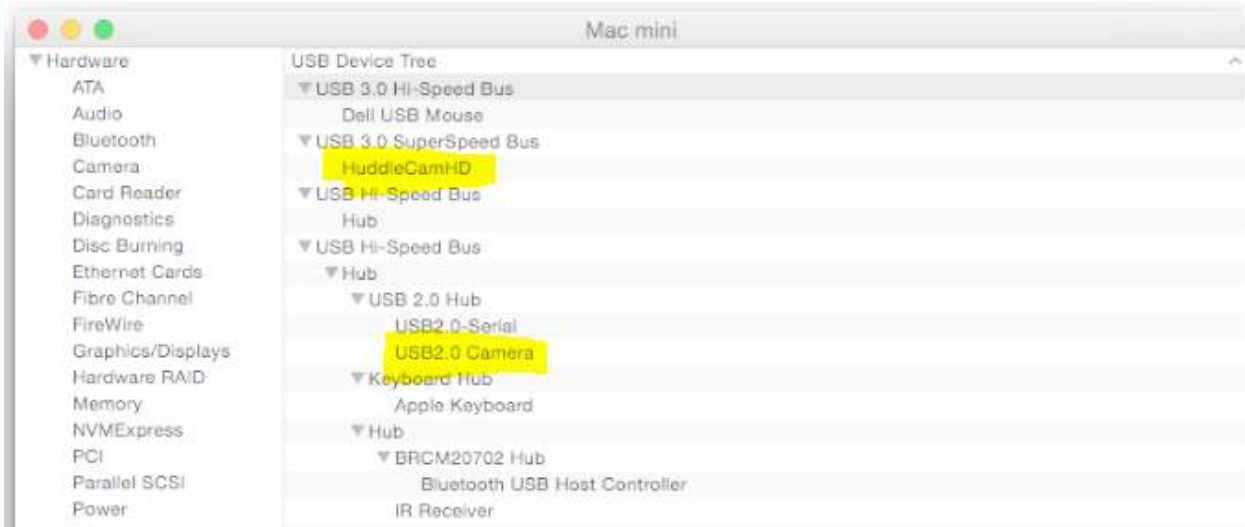 Mac mini
Hardware
ATA
Audio
Bluetooth
Camera
Card Reader
Diagnostics
Disc Burning
Ethernet Cards
Fibre Channel
FireWire
Graphics/Displays
Hardware RAID
Memory
NVMExpress
PCI
Parallel SCSI
Power
USB Device Tree
USB 3.0 Hi-Speed Bus
Dell USB Mouse
USB 3.0 SuperSpeed Bus
HuddleCamHD
USB Hi-Speed Bus
Hub
USB Hi-Speed Bus
Hub
USB 2.0 Hub
USB2.0-Serial
USB2.0 Camera
Keyboard Hub
Apple Keyboard
Hub
BRCM20702 Hub
Bluetooth USB Host Controller
IR Receiver